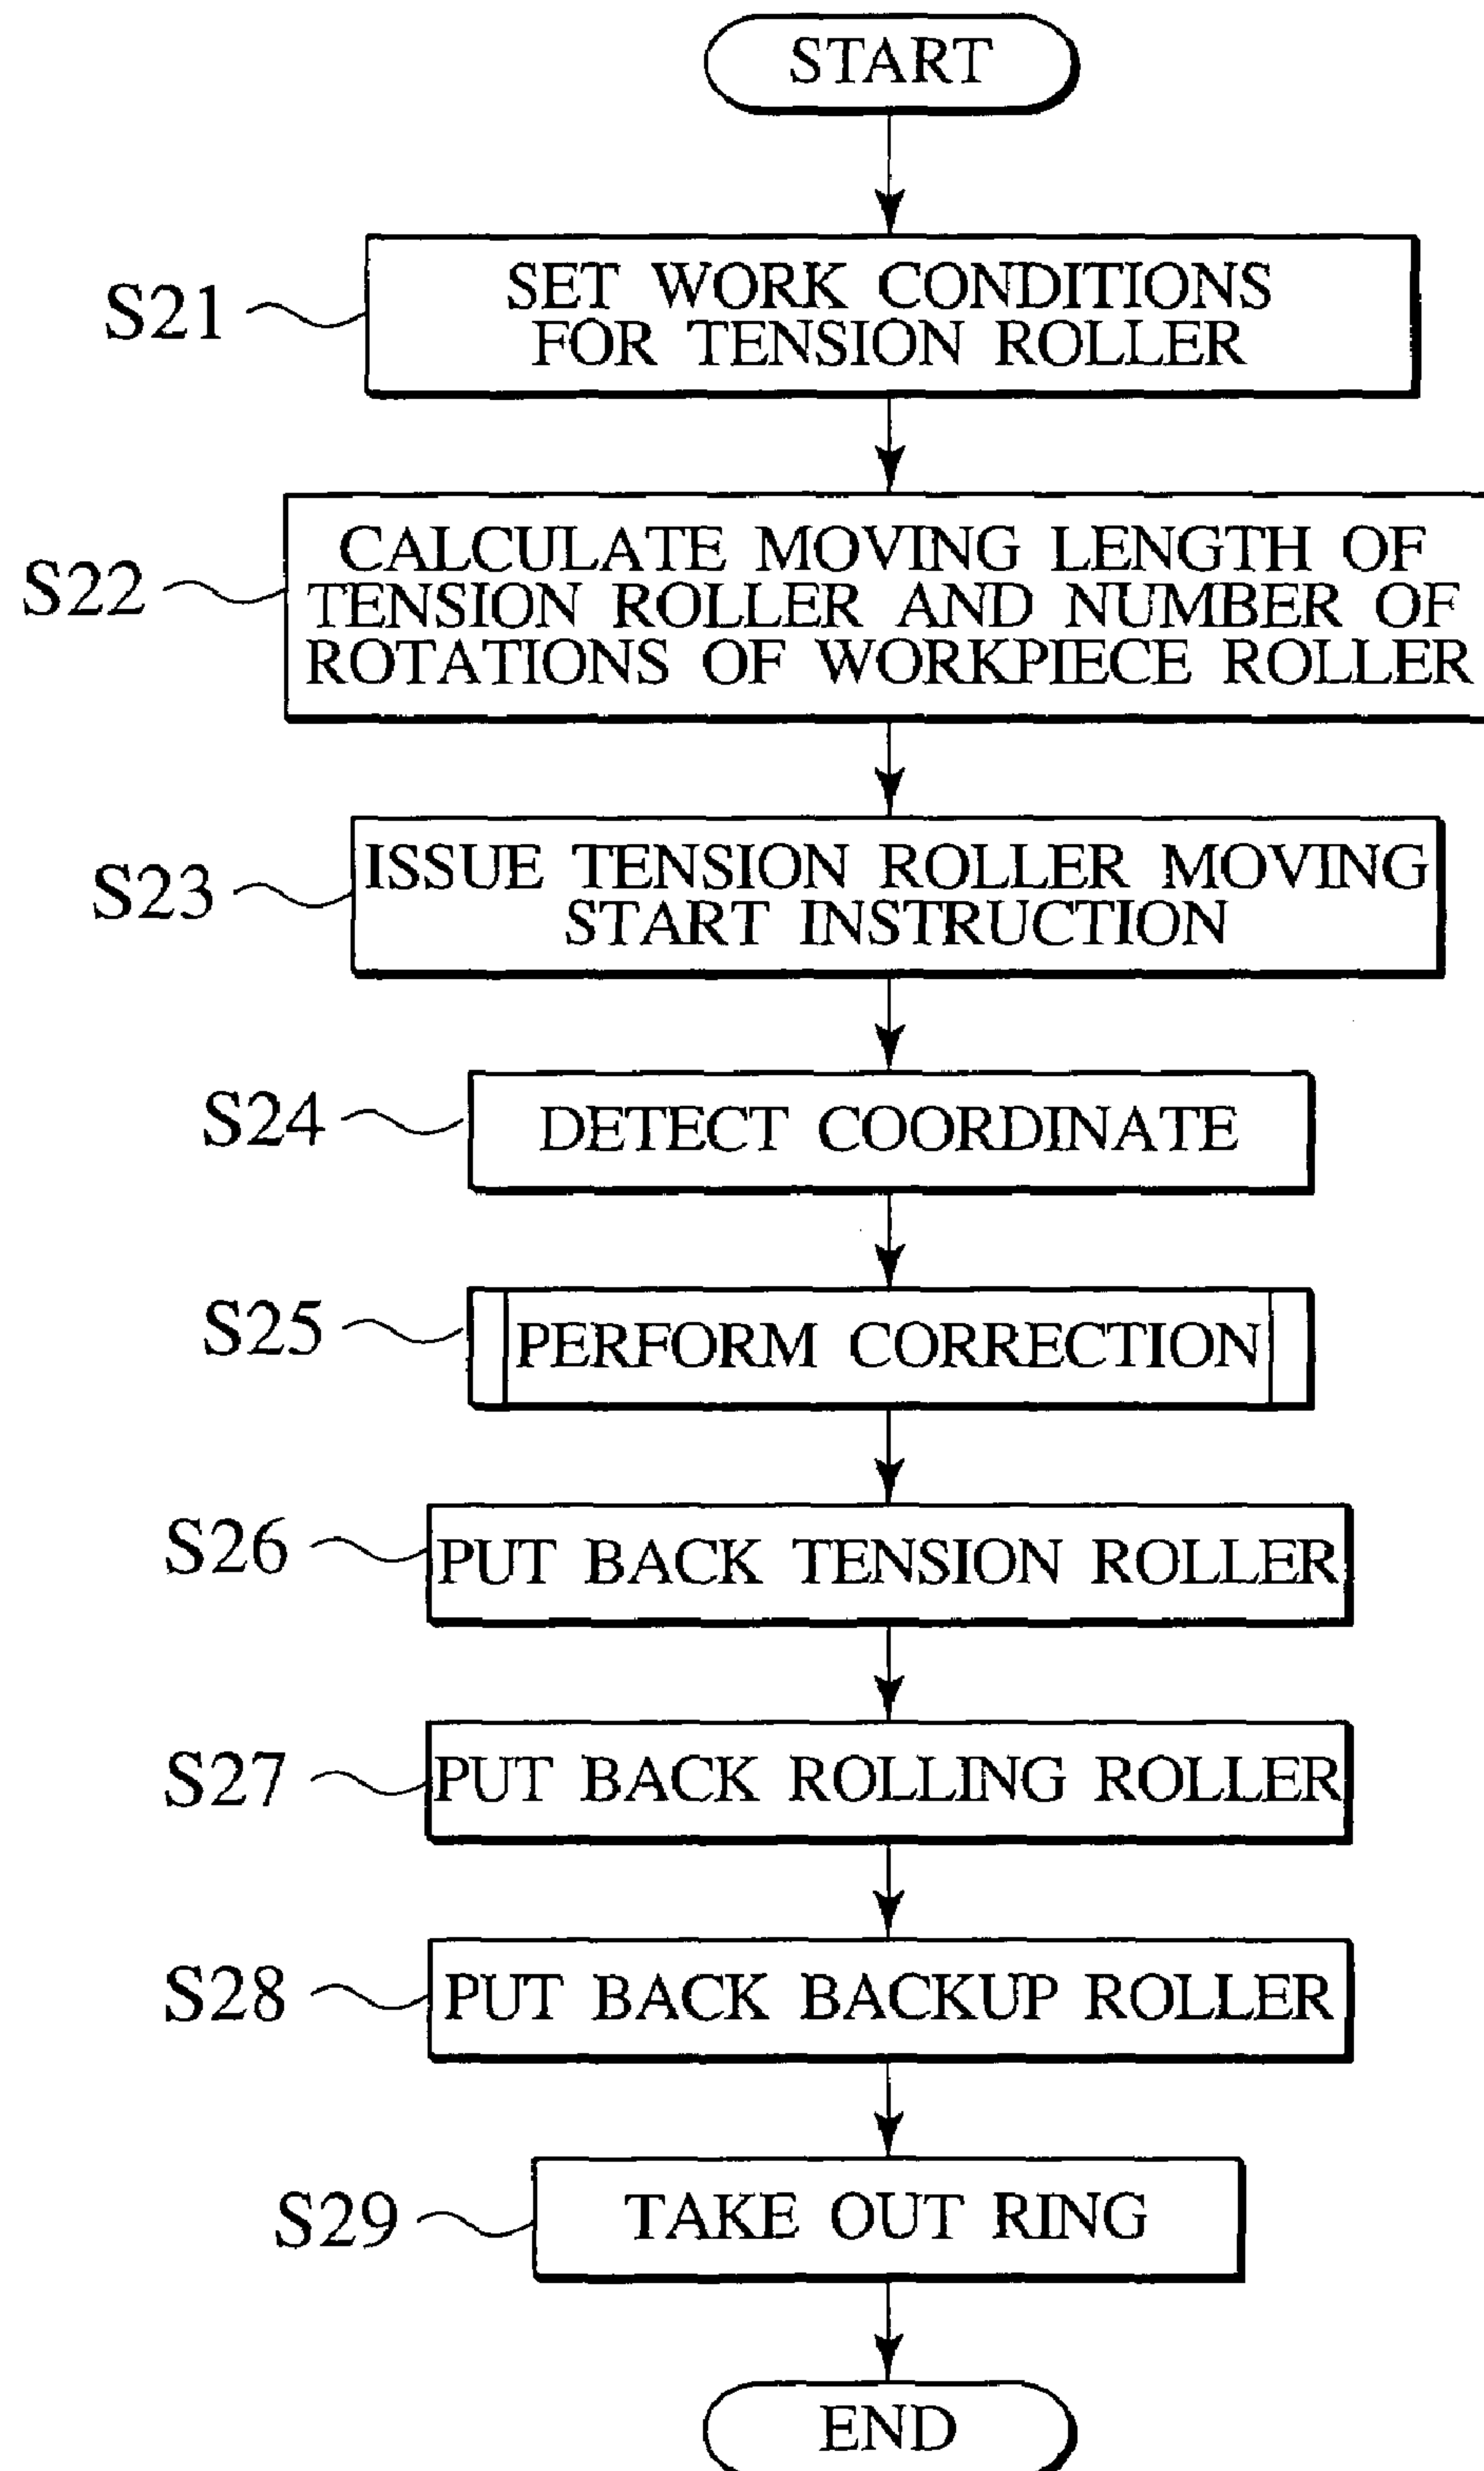 START
S21
SET WORK CONDITIONS
FOR TENSION ROLLER
S22
CALCULATE MOVING LENGTH OF
TENSION ROLLER AND NUMBER OF
ROTATIONS OF WORKPIECE ROLLER
S23
ISSUE TENSION ROLLER MOVING
START INSTRUCTION
S24
DETECT COORDINATE
S25
PERFORM CORRECTION
S26
PUT BACK TENSION ROLLER
S27
PUT BACK ROLLING ROLLER
S28
PUT BACK BACKUP ROLLER
S29
TAKE OUT RING
END